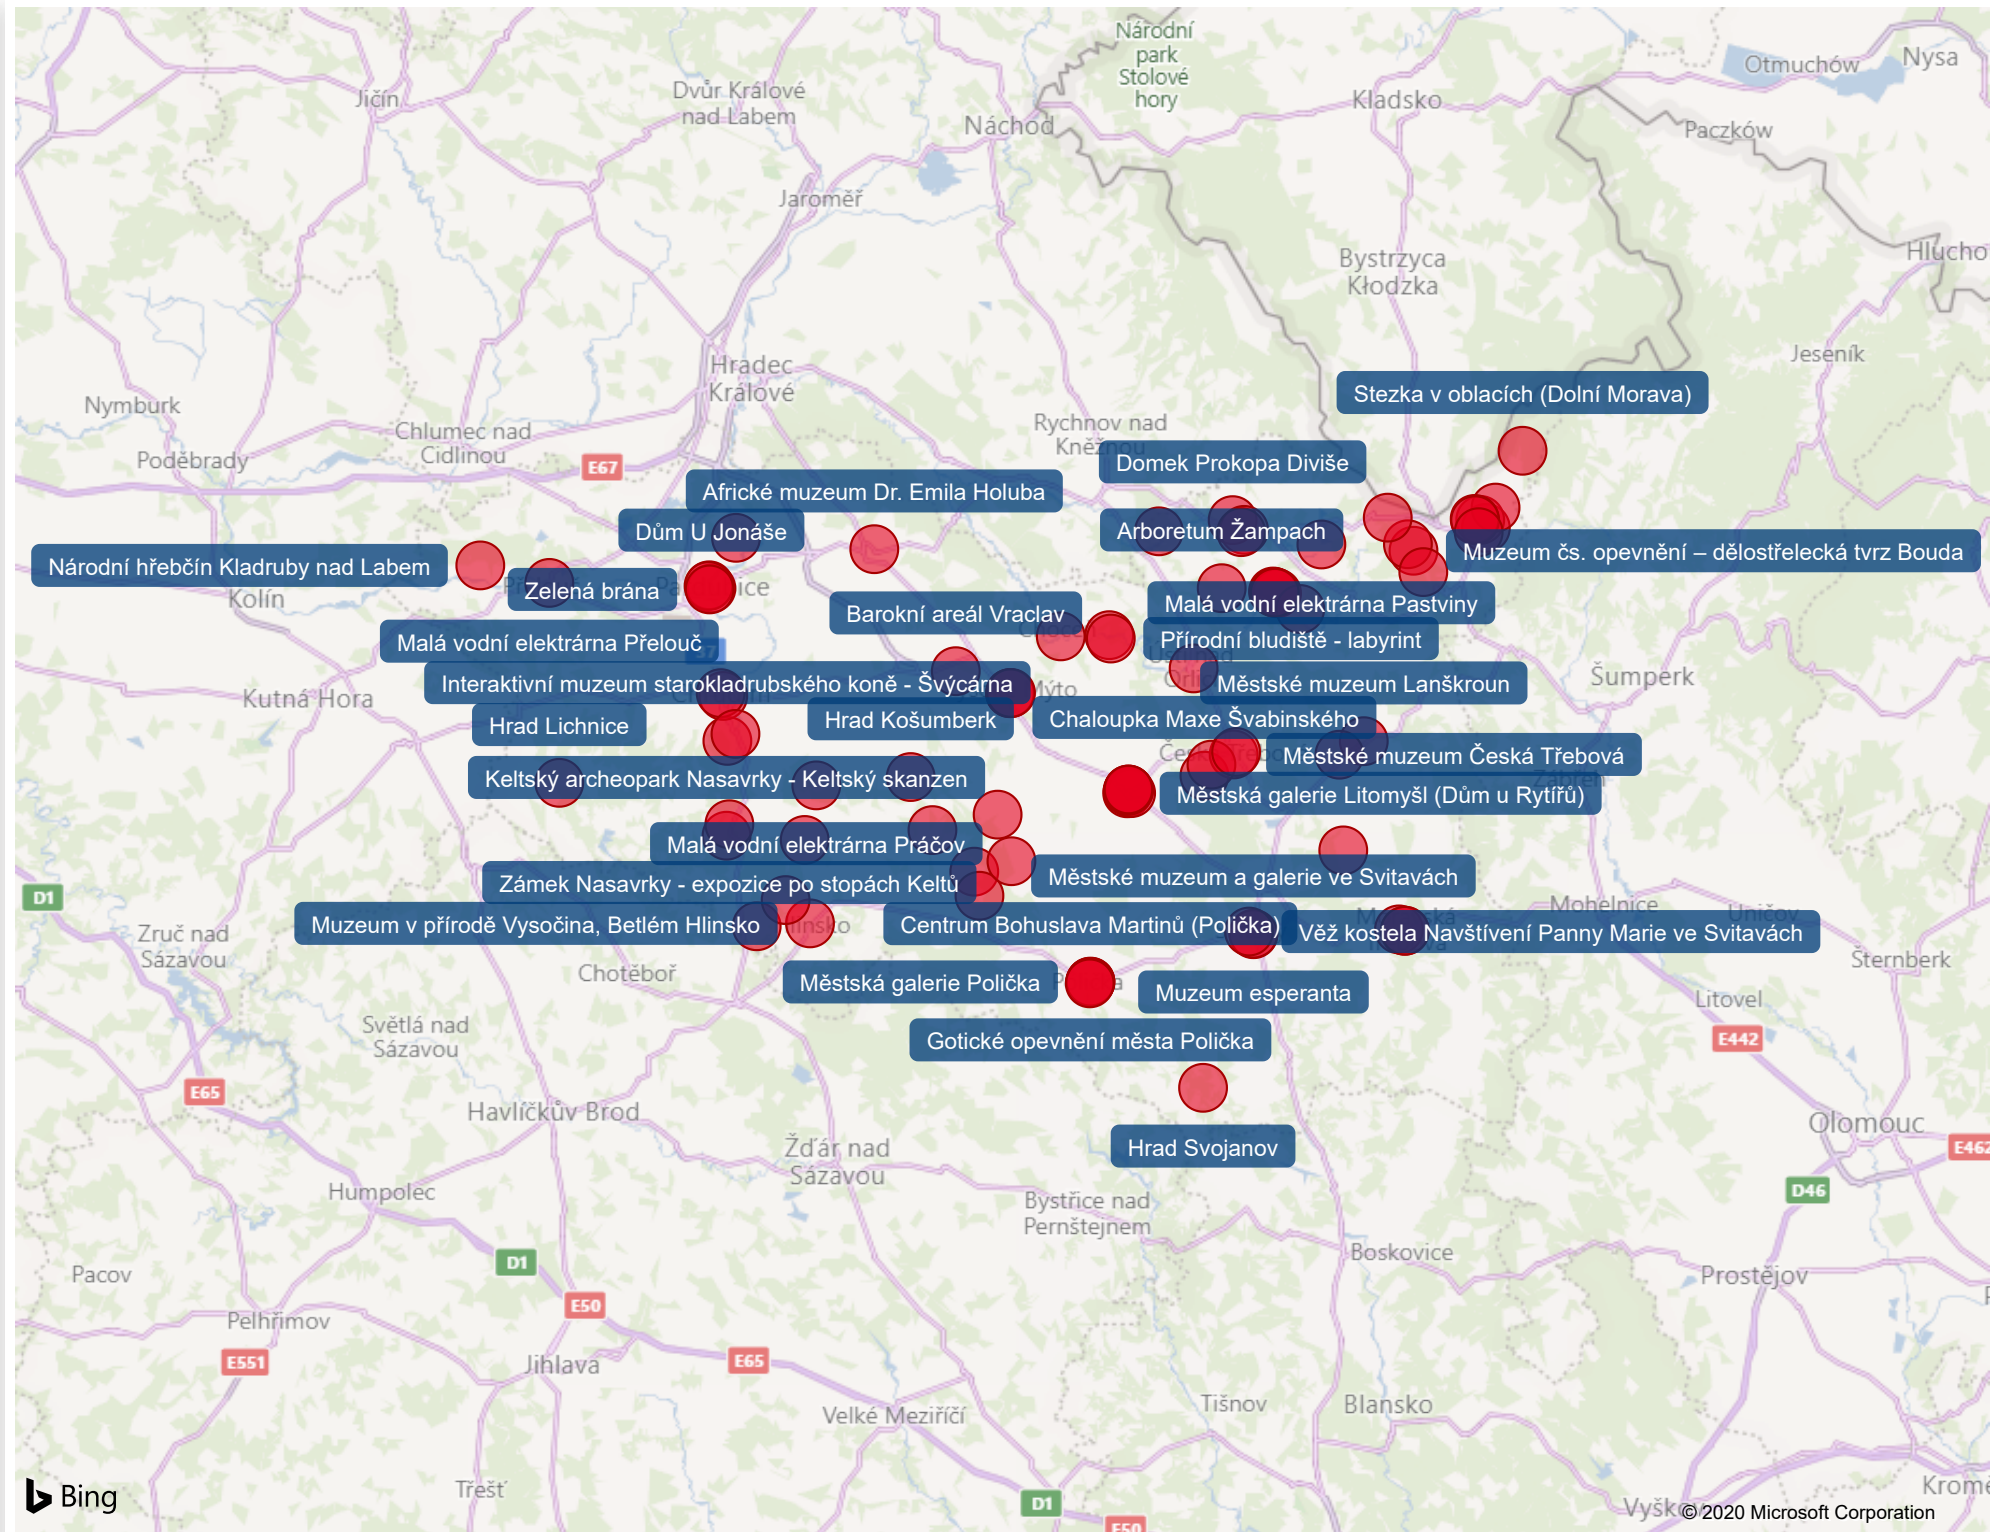 Národní
park
Stolové
hory
Otmuchów
Nysa
Jičín
Dvůr Králové
nad Labem
Náchod
Kladsko
Paczków
Jaroměř
Bystrzyca
Kłodzka
Hlucho
Hradec
Králové
Jeseník
Nymburk
Stezka v oblacích (Dolní Morava)
Chlumec nad
Cidlinou
Rychnov nad
Kněžnou
Poděbrady
E67
Domek Prokopa Diviše
Africké muzeum Dr. Emila Holuba
Dům U Jonáše
Arboretum Žampach
Muzeum čs. opevnění – dělostřelecká tvrz Bouda
Národní hřebčín Kladruby nad Labem
Zelená brána
Kolín
Malá vodní elektrárna Pastviny
Barokní areál Vraclav
Malá vodní elektrárna Přelouč
Přírodní bludiště - labyrint
Interaktivní muzeum starokladrubského koně - Švýcárna
Mýto
Městské muzeum Lanškroun
Šumperk
Kutná Hora
Hrad Lichnice
Hrad Košumberk
Chaloupka Maxe Švabinského
Městské muzeum Česká Třebová
Keltský archeopark Nasavrky - Keltský skanzen
Městská galerie Litomyšl (Dům u Rytířů)
Malá vodní elektrárna Práčov
Zámek Nasavrky - expozice po stopách Keltů
Městské muzeum a galerie ve Svitavách
D1
Mohelnice
Uničov
Muzeum v přírodě Vysočina, Betlém Hlinsko
Centrum Bohuslava Martinů (Polička)
Věž kostela Navštívení Panny Marie ve Svitavách
Zruč nad
Sázavou
Chotěboř
Šternberk
Městská galerie Polička
Muzeum esperanta
Litovel
Světlá nad
Sázavou
Gotické opevnění města Polička
E442
E65
Havlíčkův Brod
Olomouc
Žďár nad
Sázavou
Hrad Svojanov
E462
Humpolec
Bystřice nad
Pernštejnem
D46
D1
Boskovice
Pacov
Prostějov
E50
Pelhřimov
E551
Jihlava
E65
Velké Meziříčí
Tišnov
Blansko
Třešť
Bing
D1
E50
Vyškov
Kromě
© 2020 Microsoft Corporation